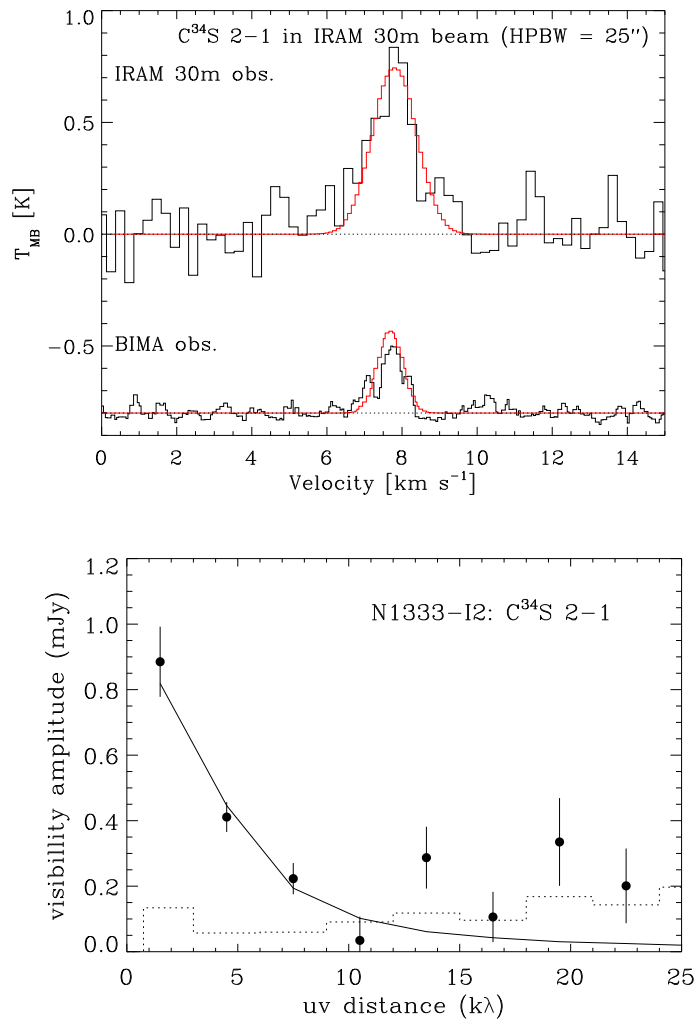 C³⁴S 2−1 in IRAM 30m beam (HPBW = 25″)
IRAM 30m obs.
1.0
0.5
0.0
−0.5
T_MB [K]
BIMA obs.
0 2 4 6 8 10 12 14
Velocity [km s⁻¹]
N1333−I2: C³⁴S 2−1
1.2
1.0
0.8
0.6
0.4
0.2
0.0
visibillity amplitude (mJy)
0 5 10 15 20 25
uv distance (kλ)